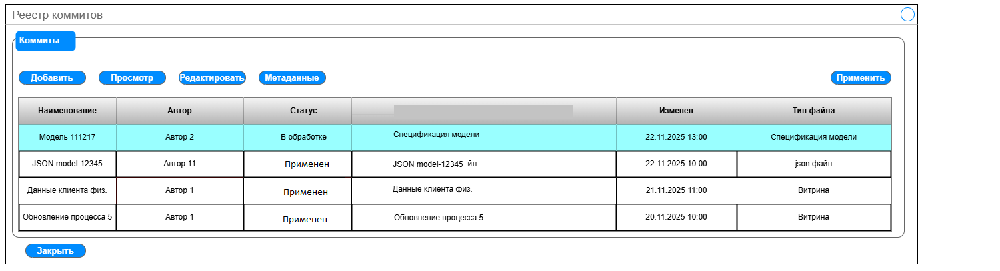 Реестр коммитов
Коммиты
Добавить Просмотр Редактировать Метаданные Применить
Наименование Автор Статус Изменен Тип файла
Модель 111217 Автор 2 В обработке Спецификация модели 22.11.2025 13:00 Спецификация модели
JSON model-12345 Автор 11 Применен JSON model-12345 йл 22.11.2025 10:00 json файл
Данные клиента физ. Автор 1 Применен Данные клиента физ. 21.11.2025 11:00 Витрина
Обновление процесса 5 Автор 1 Применен Обновление процесса 5 20.11.2025 10:00 Витрина
Закрыть